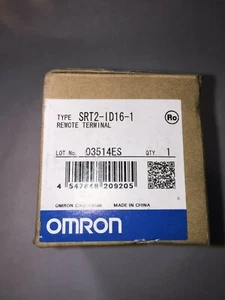 TYPE SRT2-ID16-1
REMOTE TERMINAL
Ro
LOT No. 03514ES QTY 1
4 547648 209205
OMRON MADE IN CHINA
OMRON